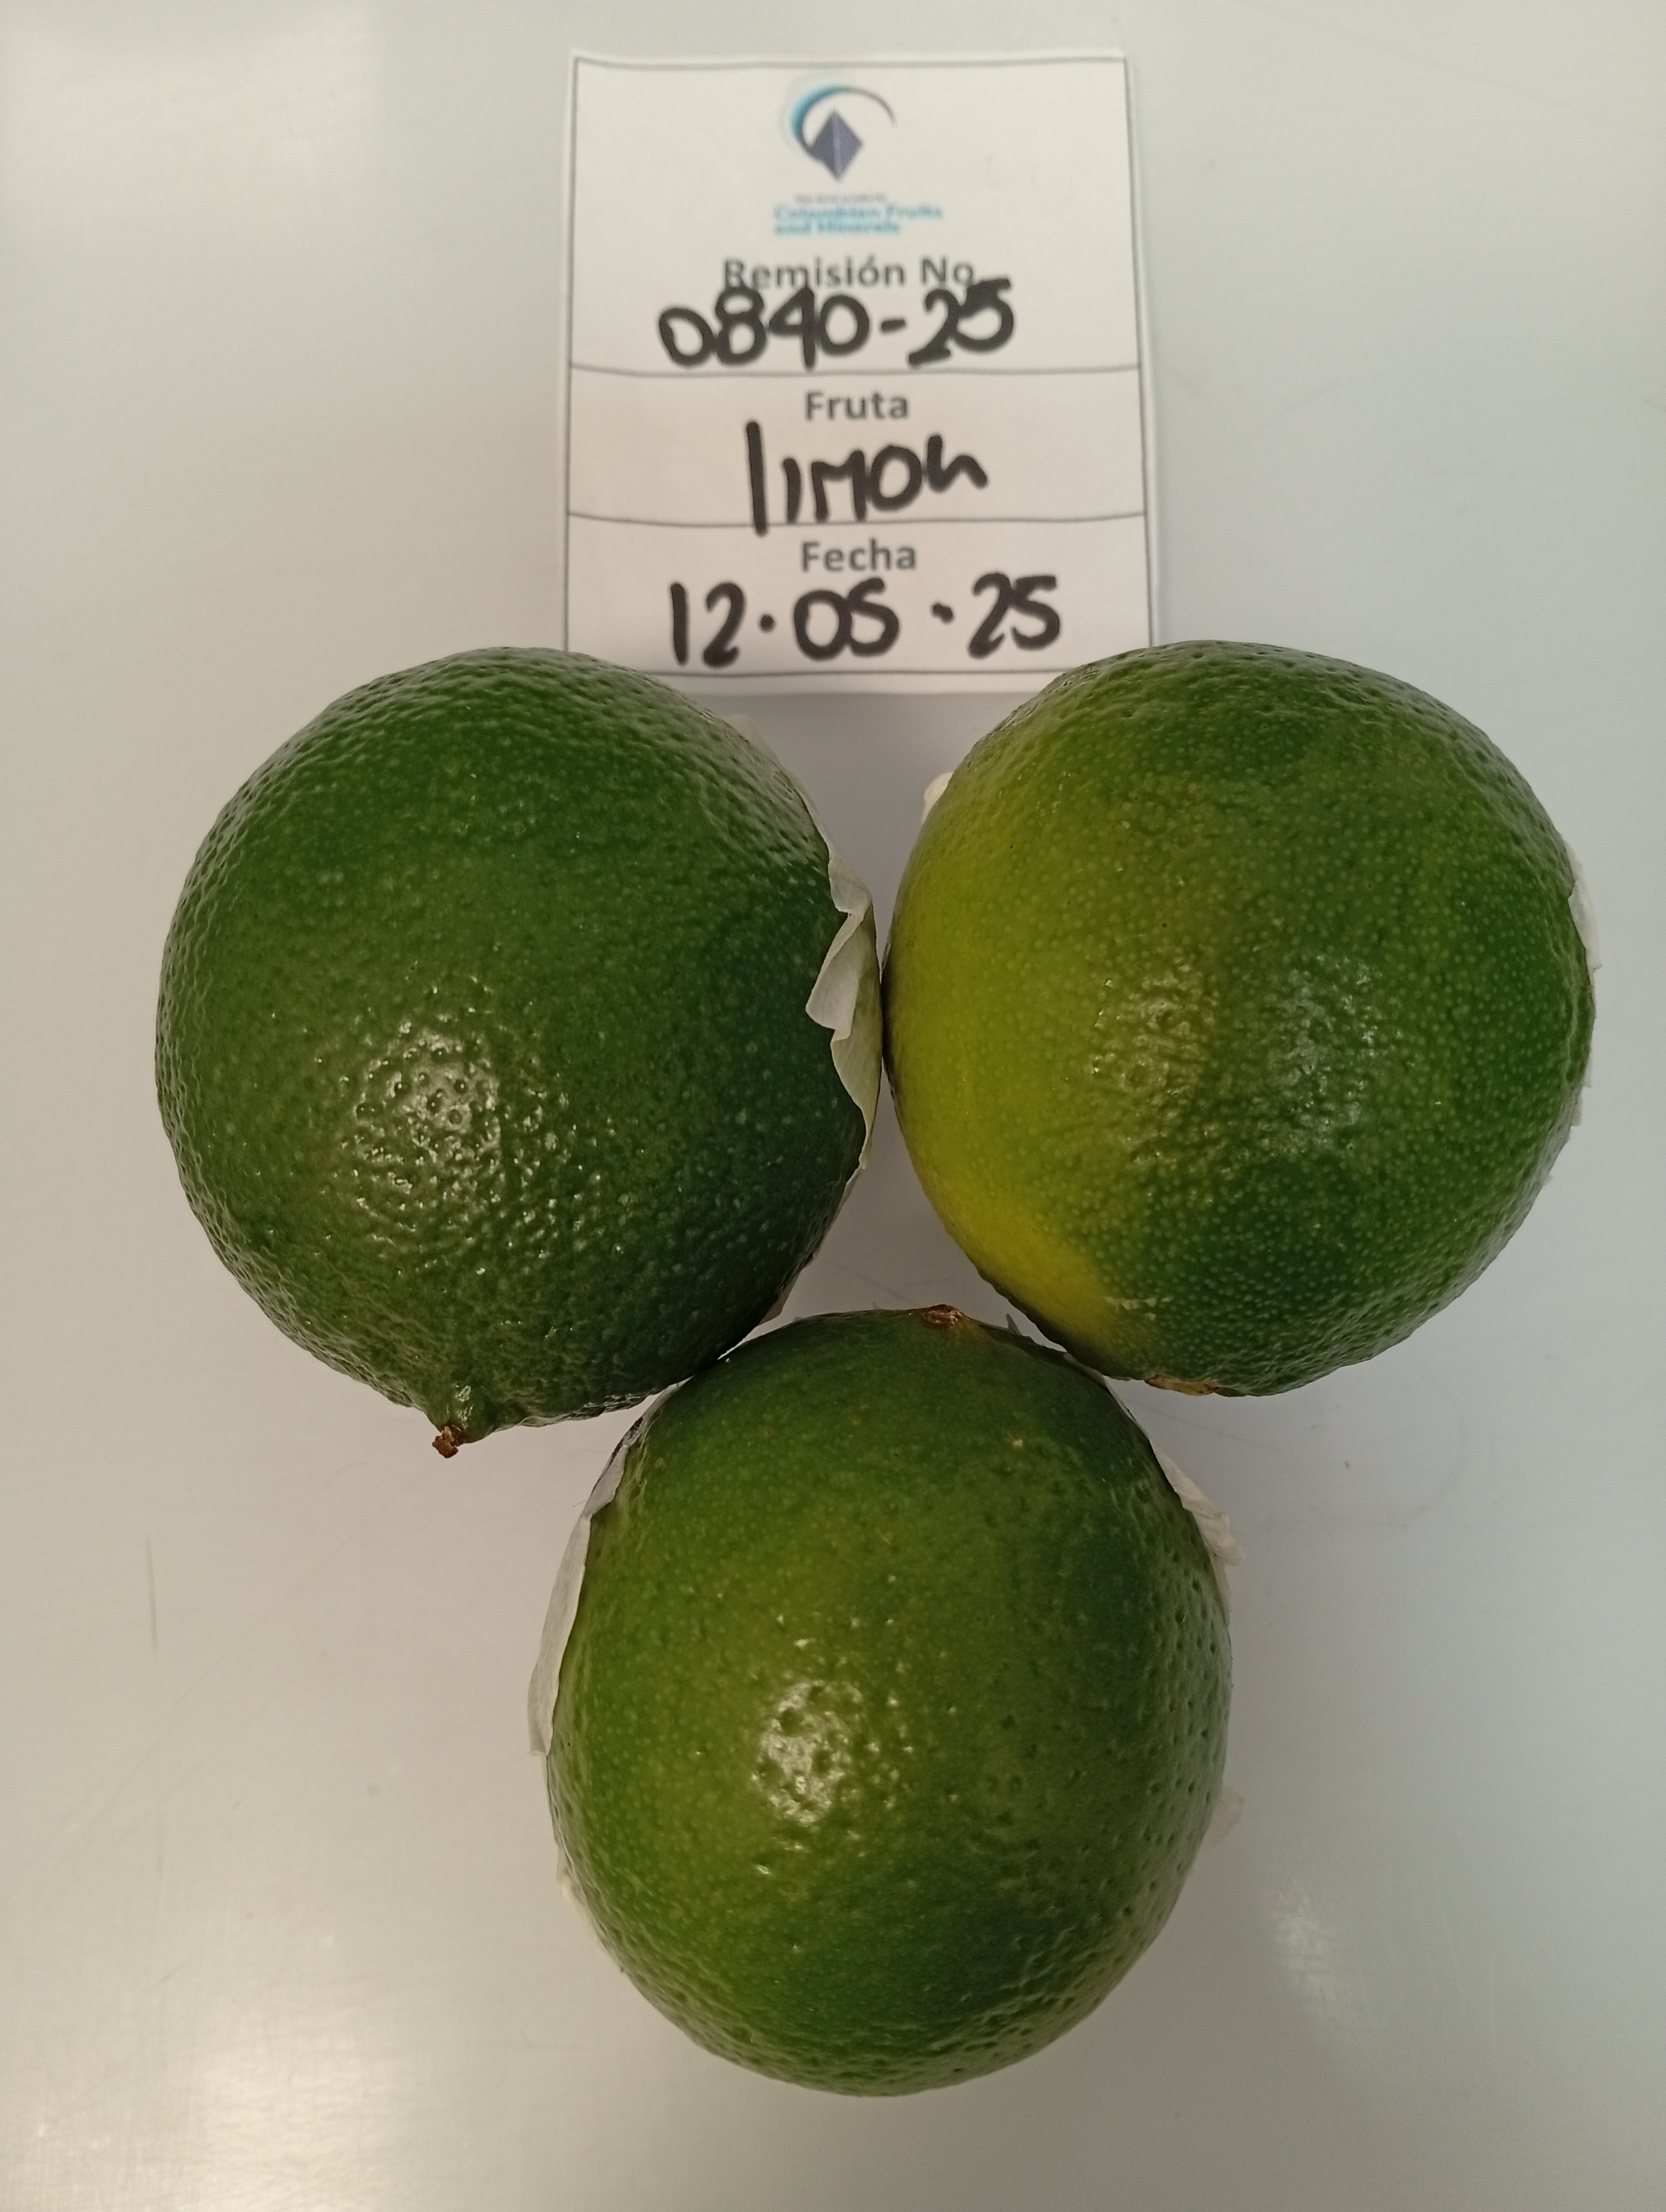 Colombian Fruits
and Minerals
Remisión No
0840-25
Fruta
limon
Fecha
12.05.25